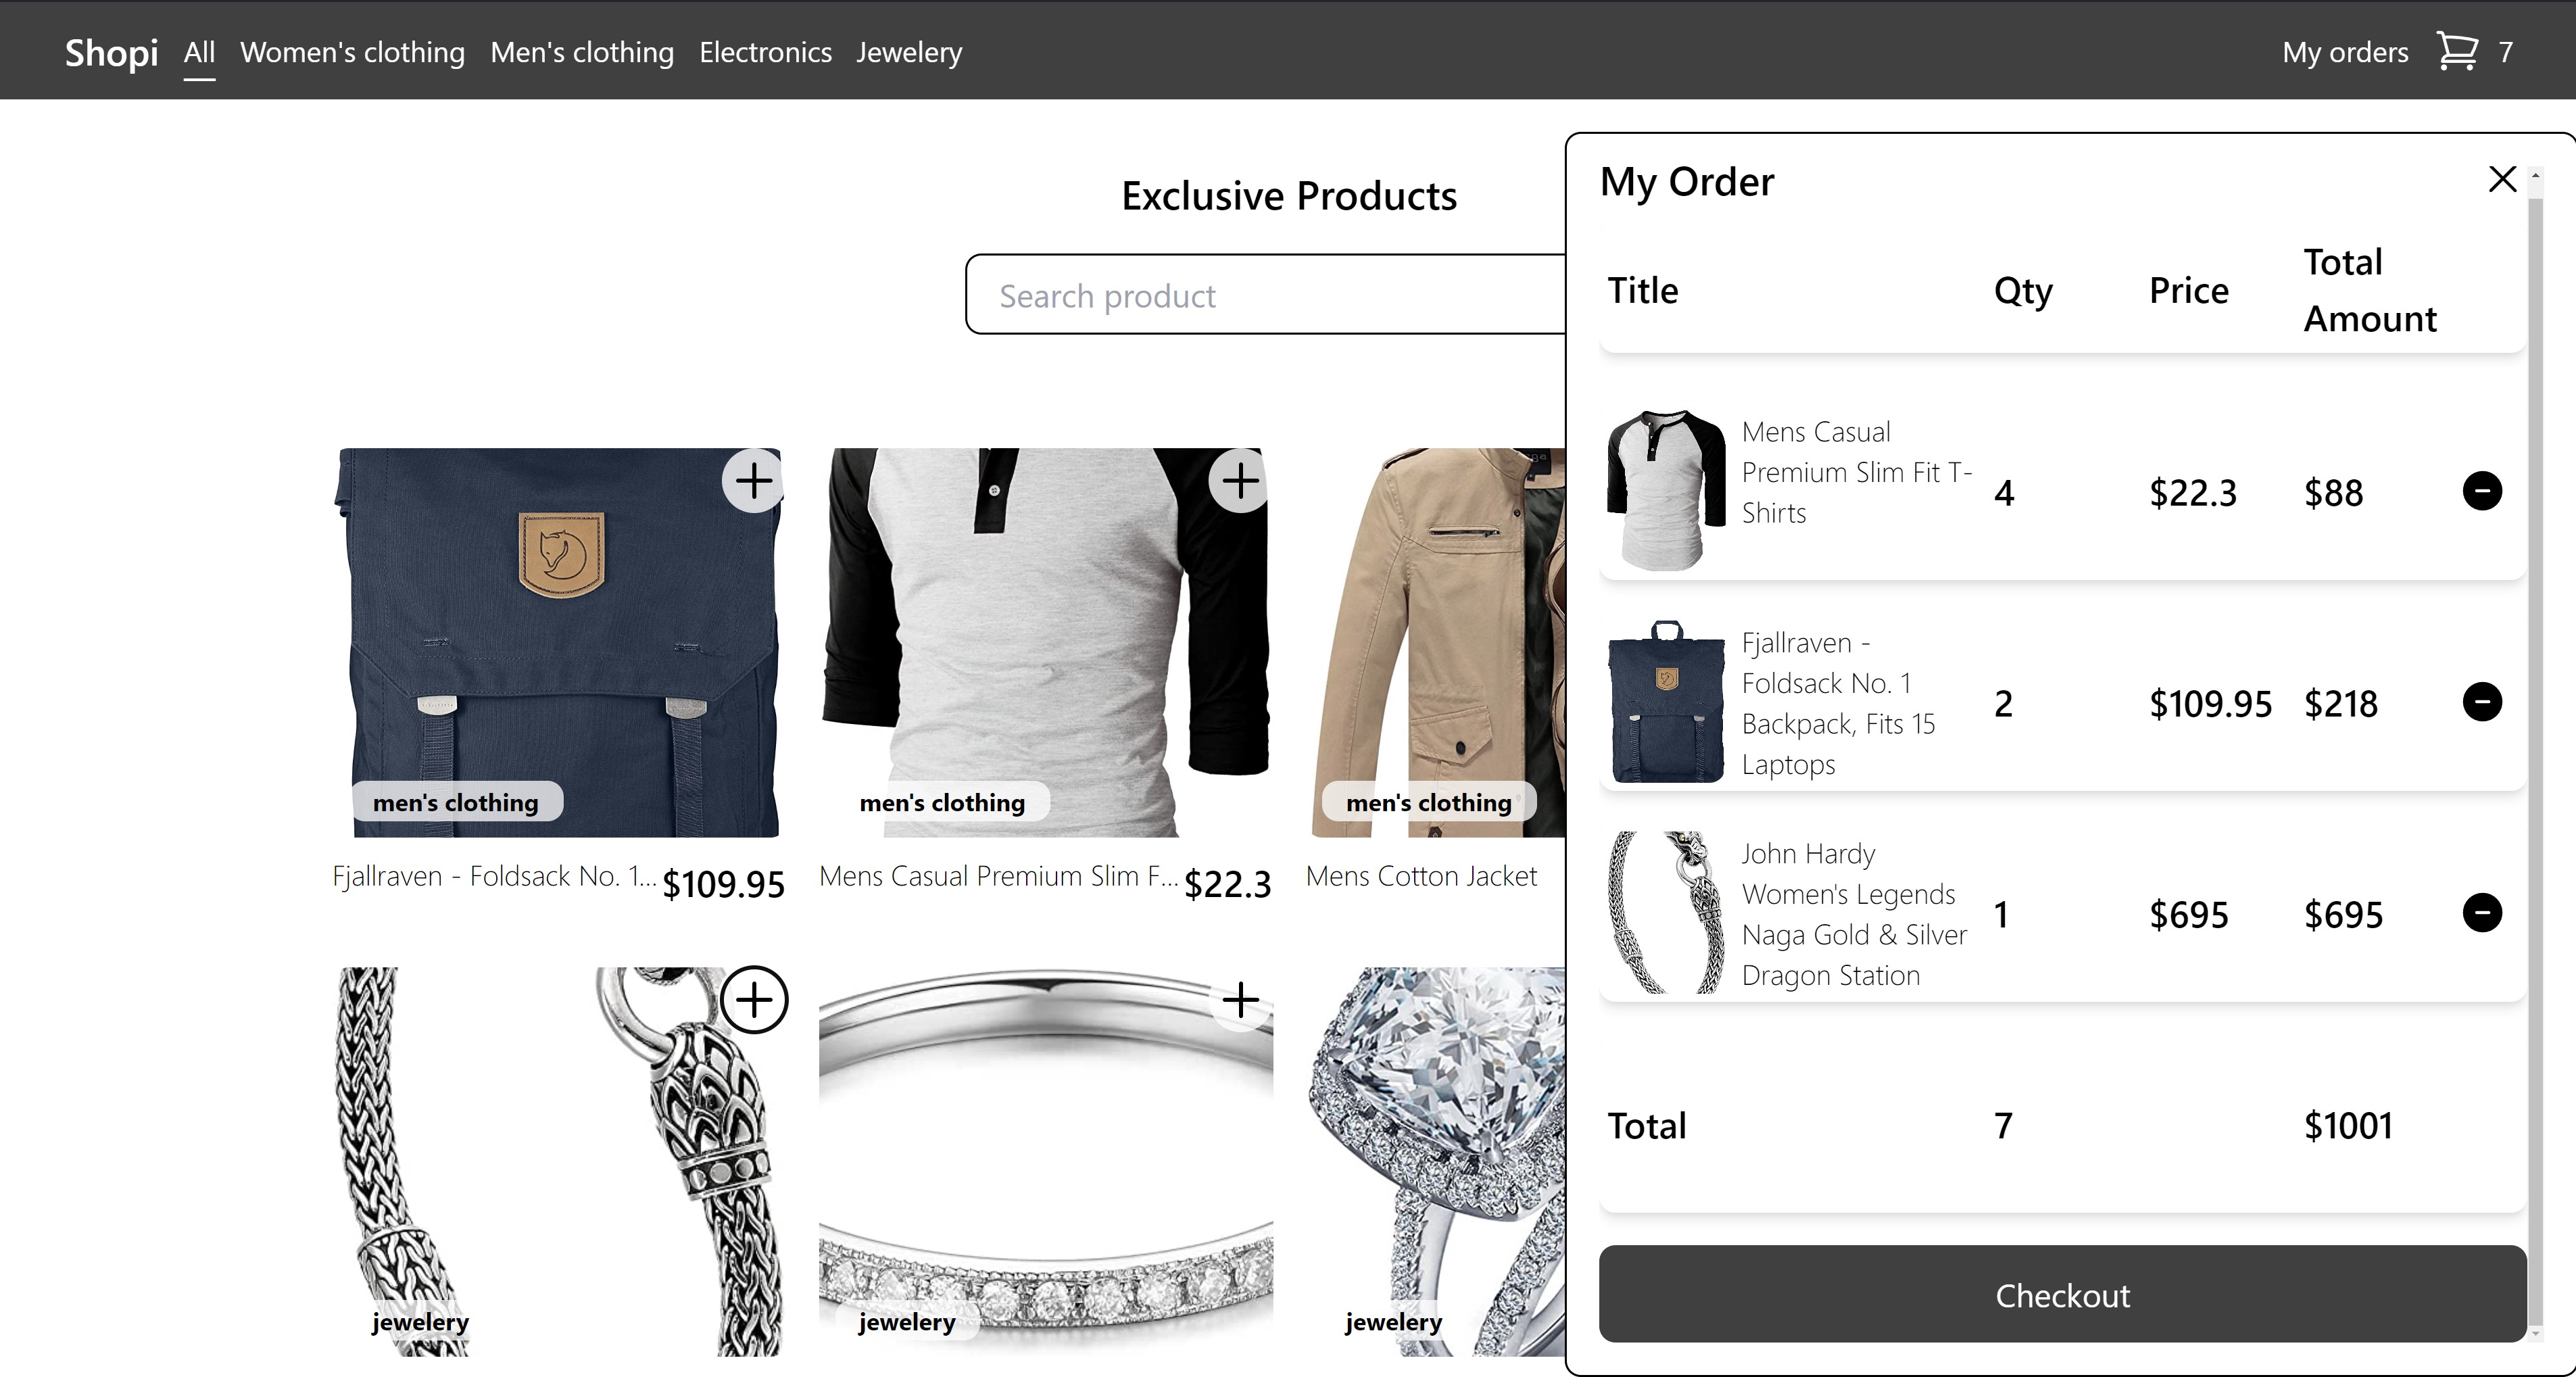 Shopi All Women's clothing Men's clothing Electronics Jewelery My orders 7
Exclusive Products
Search product
men's clothing
men's clothing
men's clothing
Fjallraven - Foldsack No. 1... $109.95
Mens Casual Premium Slim F... $22.3
Mens Cotton Jacket
jewelery
jewelery
jewelery
My Order
Title Qty Price Total
Amount
Mens Casual
Premium Slim Fit T-
Shirts
4 $22.3 $88
Fjallraven -
Foldsack No. 1
Backpack, Fits 15
Laptops
2 $109.95 $218
John Hardy
Women's Legends
Naga Gold & Silver
Dragon Station
1 $695 $695
Total 7 $1001
Checkout